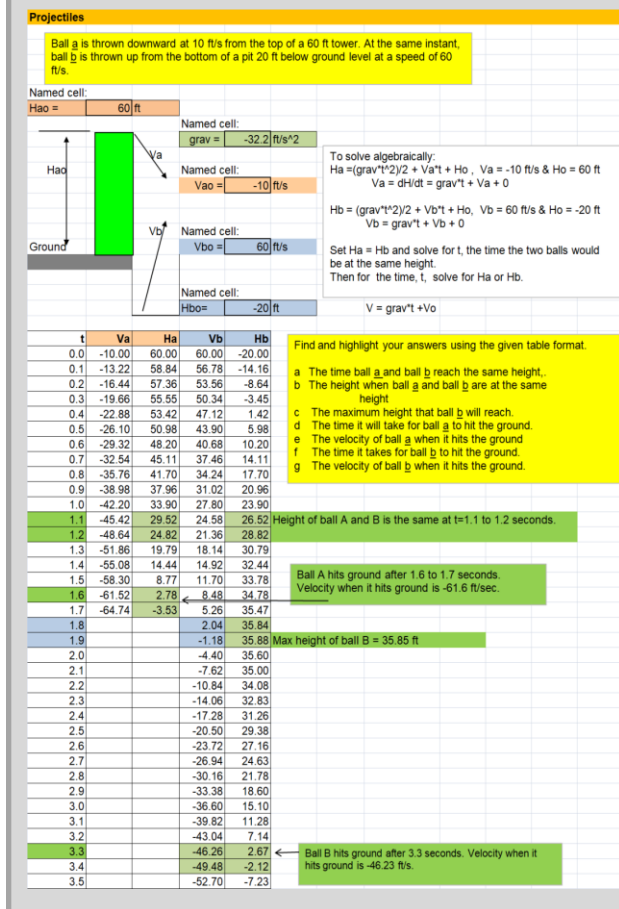 Projectiles
Ball a is thrown downward at 10 ft/s from the top of a 60 ft tower. At the same instant,
ball b is thrown up from the bottom of a pit 20 ft below ground level at a speed of 60
ft/s.
Named cell:
Hao = 60 ft
Named cell:
grav = -32.2 ft/s^2
Va
Hao
Named cell:
Vao = -10 ft/s
Vb
Named cell:
Ground
Vbo = 60 ft/s
Named cell:
Hbo= -20 ft
To solve algebraically:
Ha =(grav*t^2)/2 + Va*t + Ho , Va = -10 ft/s & Ho = 60 ft
Va = dH/dt = grav*t + Va + 0
Hb = (grav*t^2)/2 + Vb*t + Ho, Vb = 60 ft/s & Ho = -20 ft
Vb = grav*t + Vb + 0
Set Ha = Hb and solve for t, the time the two balls would
be at the same height.
Then for the time, t, solve for Ha or Hb.
V = grav*t +Vo
t Va Ha Vb Hb
0.0 -10.00 60.00 60.00 -20.00
0.1 -13.22 58.84 56.78 -14.16
0.2 -16.44 57.36 53.56 -8.64
0.3 -19.66 55.55 50.34 -3.45
0.4 -22.88 53.42 47.12 1.42
0.5 -26.10 50.98 43.90 5.98
0.6 -29.32 48.20 40.68 10.20
0.7 -32.54 45.11 37.46 14.11
0.8 -35.76 41.70 34.24 17.70
0.9 -38.98 37.96 31.02 20.96
1.0 -42.20 33.90 27.80 23.90
1.1 -45.42 29.52 24.58 26.52 Height of ball A and B is the same at t=1.1 to 1.2 seconds.
1.2 -48.64 24.82 21.36 28.82
1.3 -51.86 19.79 18.14 30.79
1.4 -55.08 14.44 14.92 32.44
1.5 -58.30 8.77 11.70 33.78
1.6 -61.52 2.78 8.48 34.78
1.7 -64.74 -3.53 5.26 35.47
1.8 2.04 35.84
1.9 -1.18 35.88 Max height of ball B = 35.85 ft
2.0 -4.40 35.60
2.1 -7.62 35.00
2.2 -10.84 34.08
2.3 -14.06 32.83
2.4 -17.28 31.26
2.5 -20.50 29.38
2.6 -23.72 27.16
2.7 -26.94 24.63
2.8 -30.16 21.78
2.9 -33.38 18.60
3.0 -36.60 15.10
3.1 -39.82 11.28
3.2 -43.04 7.14
3.3 -46.26 2.67
3.4 -49.48 -2.12
3.5 -52.70 -7.23
Find and highlight your answers using the given table format.
a The time ball a and ball b reach the same height,.
b The height when ball a and ball b are at the same
height
c The maximum height that ball b will reach.
d The time it will take for ball a to hit the ground.
e The velocity of ball a when it hits the ground
f The time it takes for ball b to hit the ground.
g The velocity of ball b when it hits the ground.
Ball A hits ground after 1.6 to 1.7 seconds.
Velocity when it hits ground is -61.6 ft/sec.
Ball B hits ground after 3.3 seconds. Velocity when it
hits ground is -46.23 ft/s.